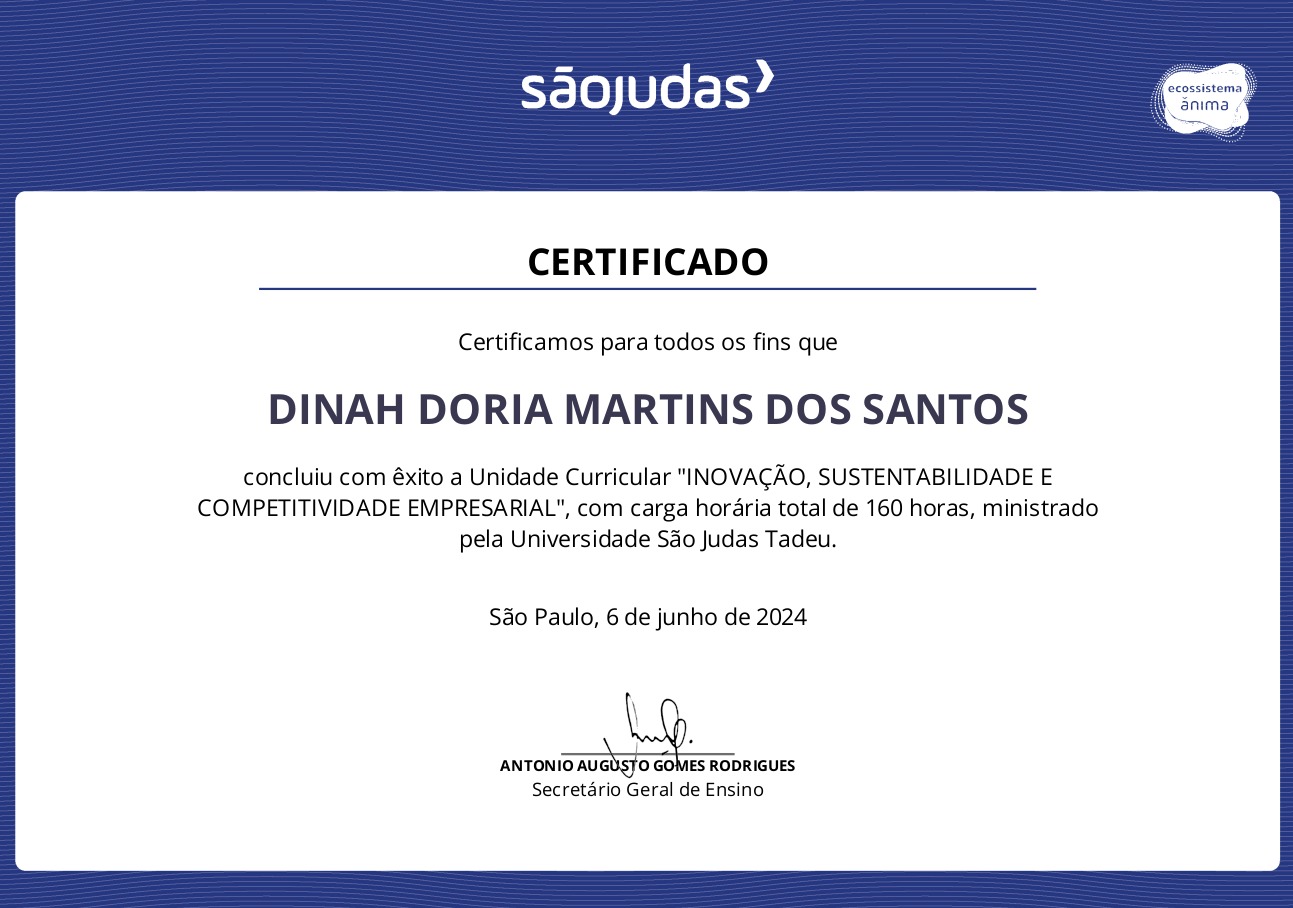 sãojudas
ecossistema
ănima
CERTIFICADO
Certificamos para todos os fins que
DINAH DORIA MARTINS DOS SANTOS
concluiu com êxito a Unidade Curricular "INOVAÇÃO, SUSTENTABILIDADE E
COMPETITIVIDADE EMPRESARIAL", com carga horária total de 160 horas, ministrado
pela Universidade São Judas Tadeu.
São Paulo, 6 de junho de 2024
ANTONIO AUGUSTO GOMES RODRIGUES
Secretário Geral de Ensino